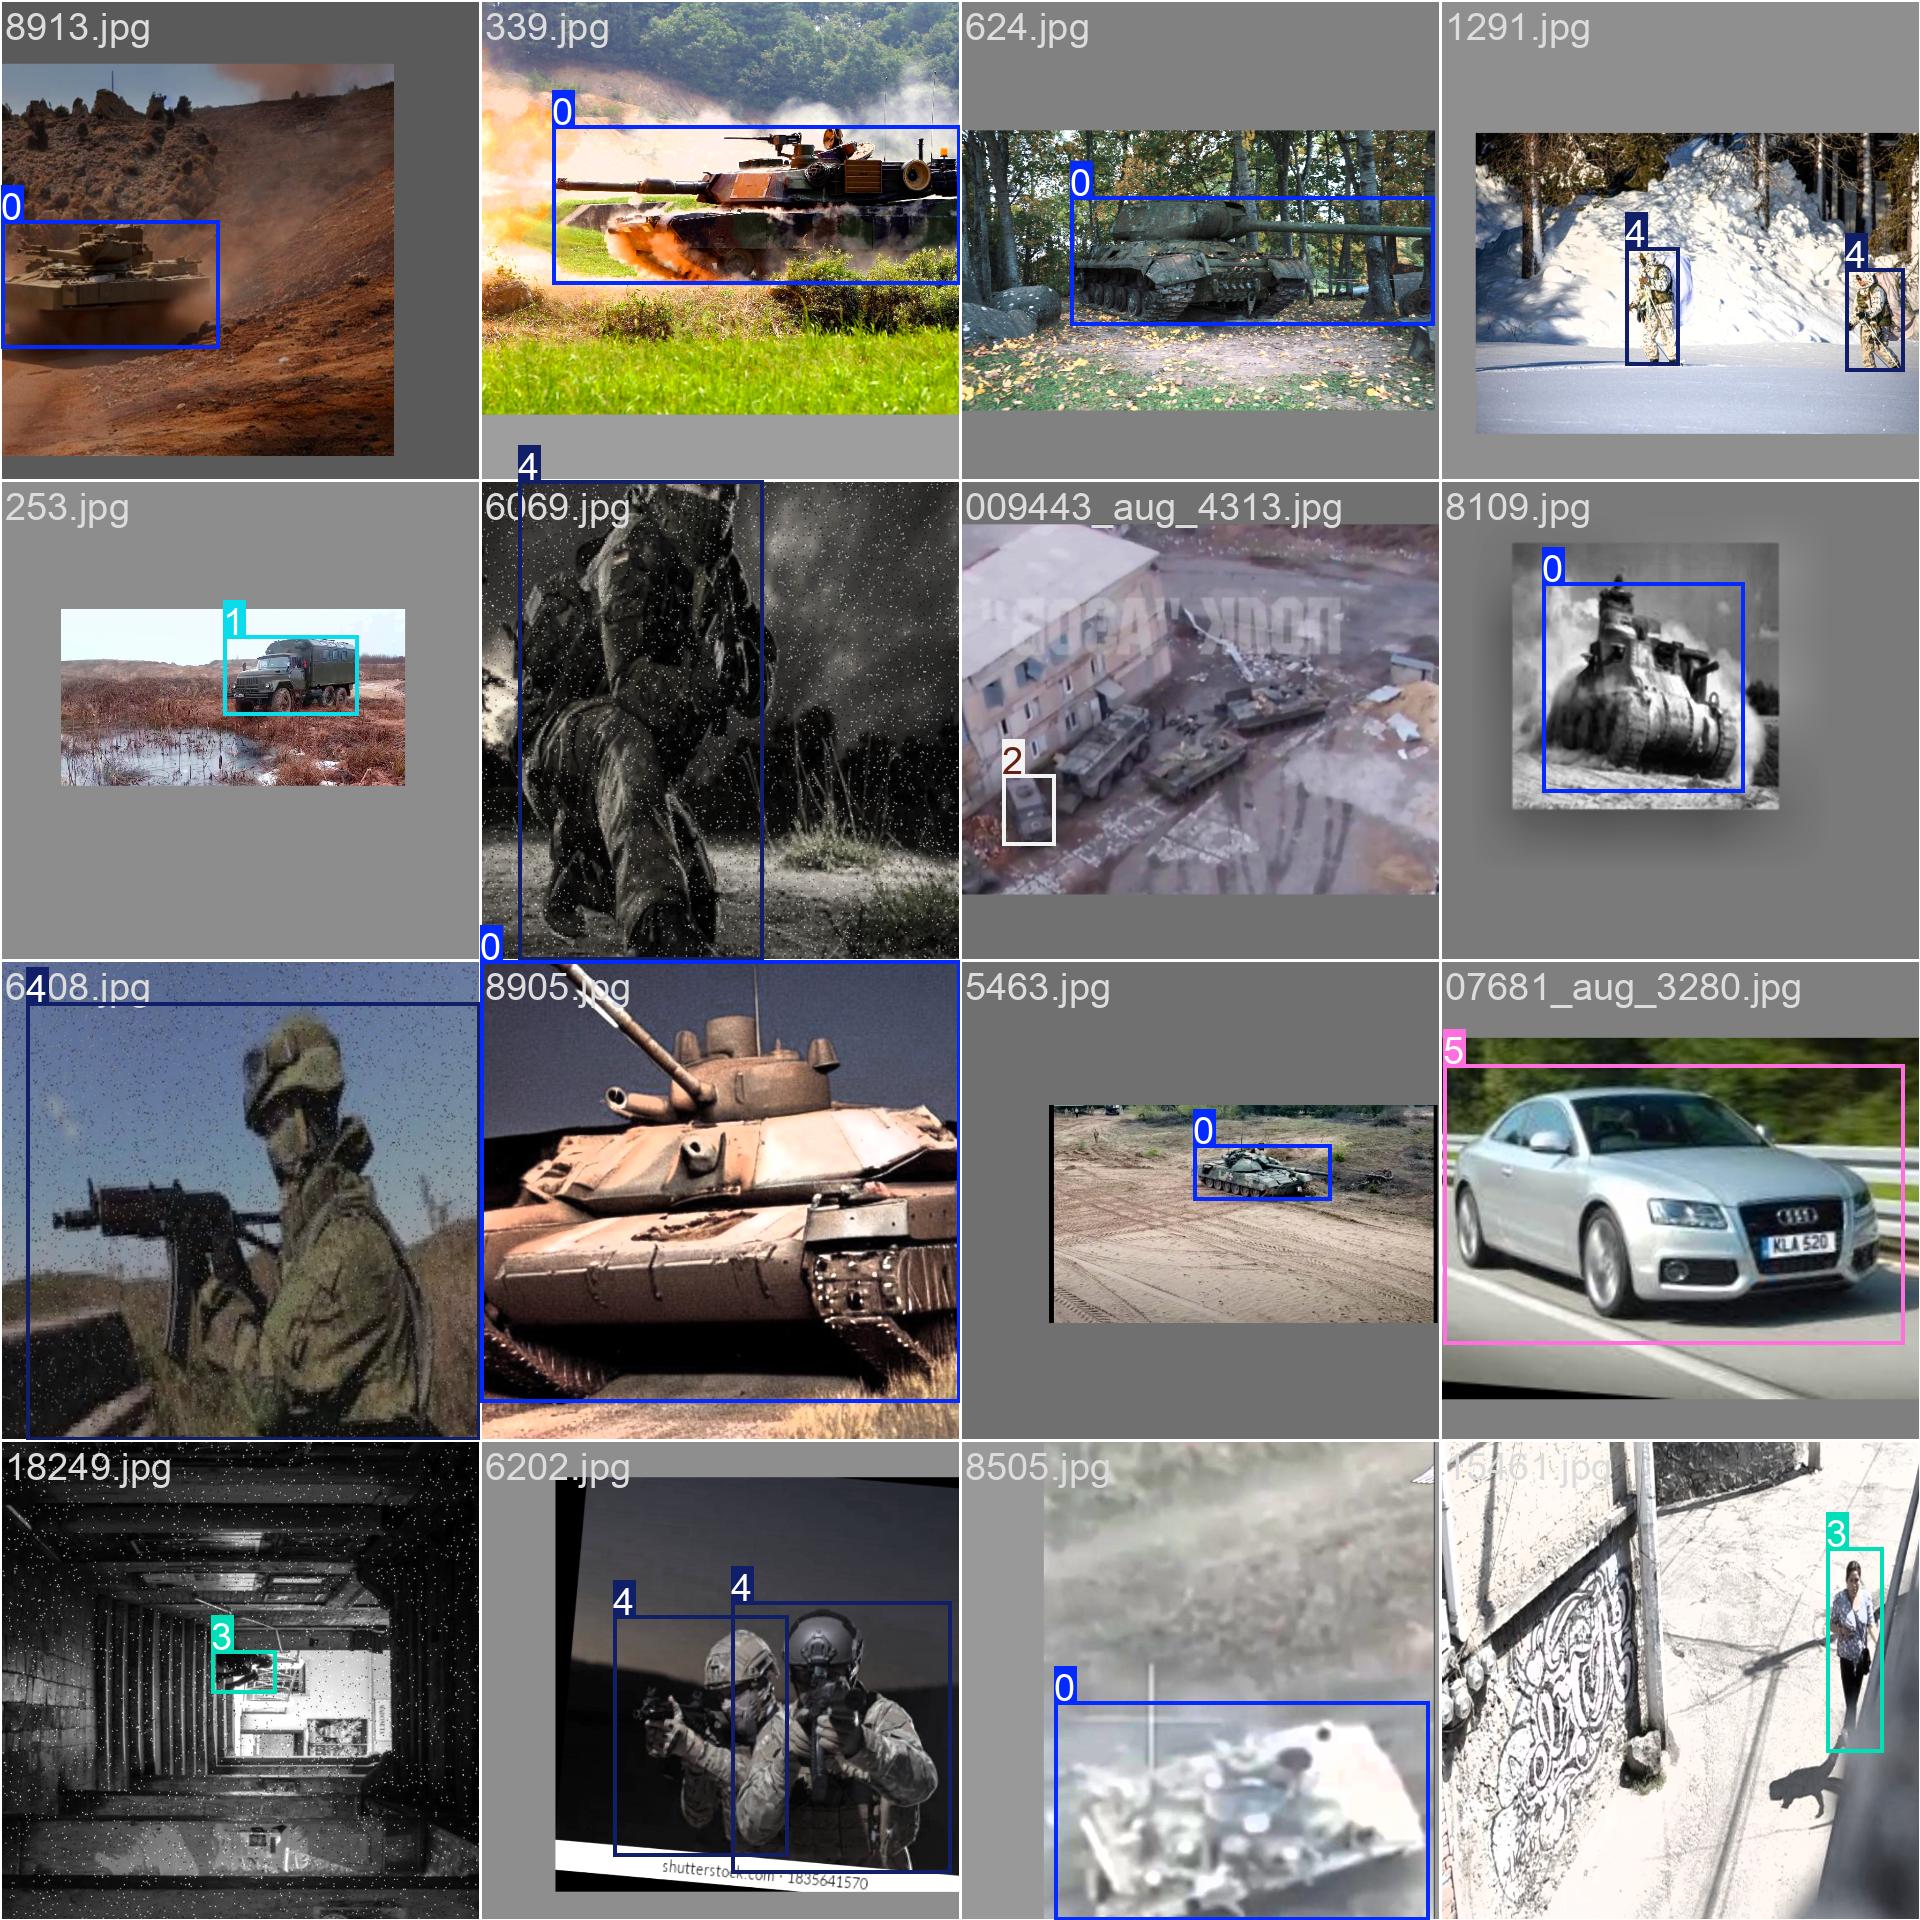 8913.jpg
339.jpg
624.jpg
1291.jpg
0
0
0
4
4
253.jpg
6069.jpg
009443_aug_4313.jpg
8109.jpg
1
4
2
0
6408.jpg
8905.jpg
5463.jpg
07681_aug_3280.jpg
4
0
0
5
KLA 520
18249.jpg
6202.jpg
8505.jpg
15461.jpg
3
4
4
0
3
shutterstock.com · 1835641570